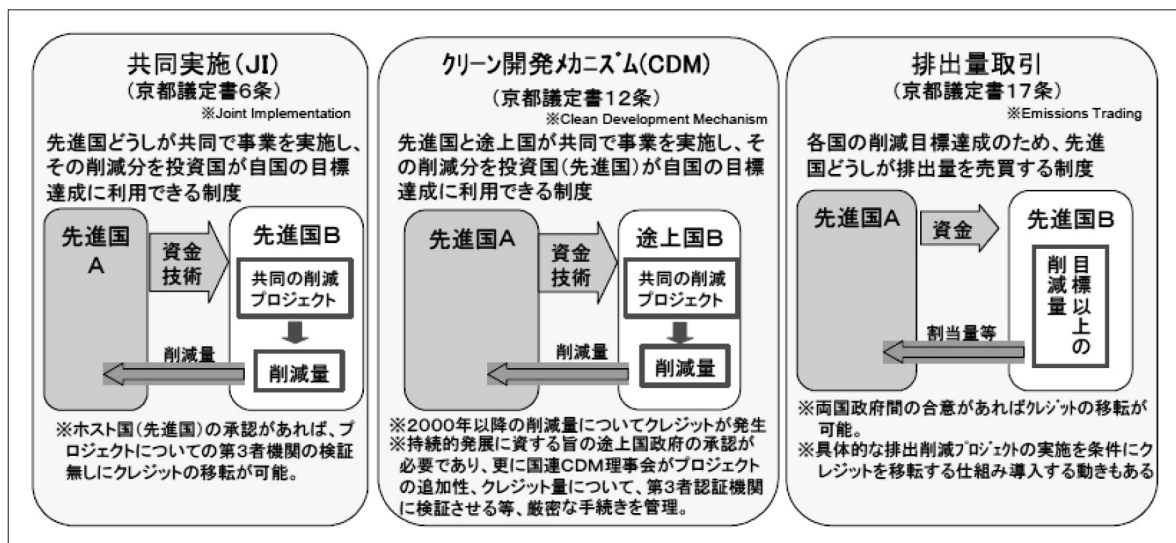 共同実施(JI)
(京都議定書6条)
※Joint Implementation
先進国どうしが共同で事業を実施し、
その削減分を投資国が自国の目標
達成に利用できる制度
先進国
A
資金
技術
先進国B
共同の削減
プロジェクト
削減量
削減量
※ホスト国(先進国)の承認があれば、プ
ロジェクトについての第3者機関の検証
無しにクレジットの移転が可能。
クリーン開発メカニズム(CDM)
(京都議定書12条)
※Clean Development Mechanism
先進国と途上国が共同で事業を実施し、そ
の削減分を投資国(先進国)が自国の目標
達成に利用できる制度
先進国A
資金
技術
途上国B
共同の削減
プロジェクト
削減量
削減量
※2000年以降の削減量についてクレジットが発生
※持続的発展に資する旨の途上国政府の承認が
必要であり、更に国連CDM理事会がプロジェクト
の追加性、クレジット量について、第3者認証機関
に検証させる等、厳密な手続きを管理。
排出量取引
(京都議定書17条)
※Emissions Trading
各国の削減目標達成のため、先進
国どうしが排出量を売買する制度
先進国A
資金
先進国B
目標以上の
削減量
割当量等
※両国政府間の合意があればクレジットの移転が
可能。
※具体的な排出削減プロジェクトの実施を条件にク
レジットを移転する仕組み導入する動きもある